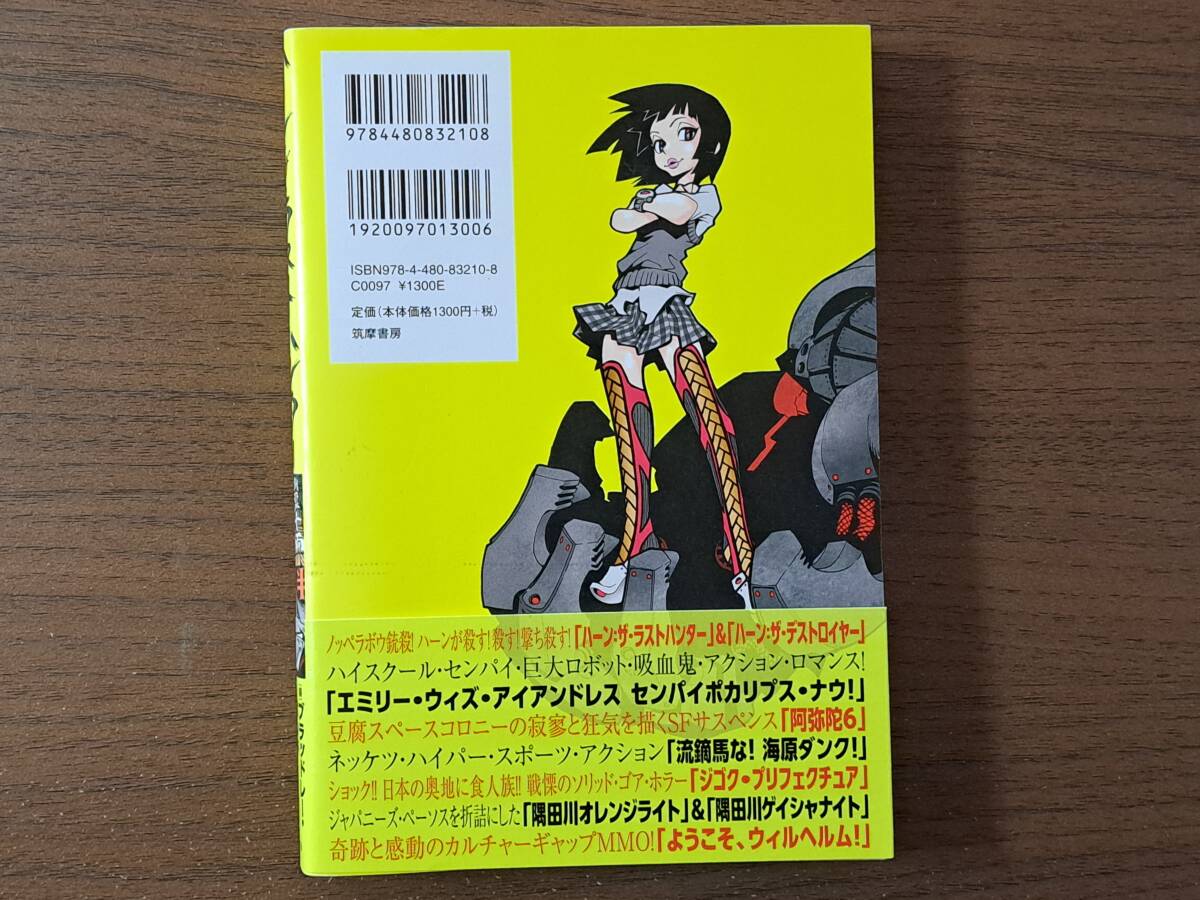 9784480832108
1920097013006
ISBN978-4-480-83210-8
C0097 ¥1300E
定価(本体価格1300円+税)
筑摩書房
ノッペラボウ銃殺!ハーンが殺す!殺す!撃ち殺す!「ハーン:ザ・ラストハンター」&「ハーン:ザ・デストロイヤー」
ハイスクール・センパイ・巨大ロボット・吸血鬼・アクション・ロマンス!
「エミリー・ウィズ・アイアンドレス センパイポカリプス・ナウ!」
豆腐スペースコロニーの寂寥と狂気を描くSFサスペンス「阿弥陀6」
ネッケツ・ハイパー・スポーツ・アクション「流鏑馬な!海原ダンク!」
ショック!!日本の奥地に食人族!!戦慄のソリッド・ゴア・ホラー「ジゴク・プリフェクチュア」
ジャパニーズ・ペーソスを折詰にした「隅田川オレンジライト」&「隅田川ゲイシャナイト」
奇跡と感動のカルチャーギャップMMO!「ようこそ、ウィルヘルム!」